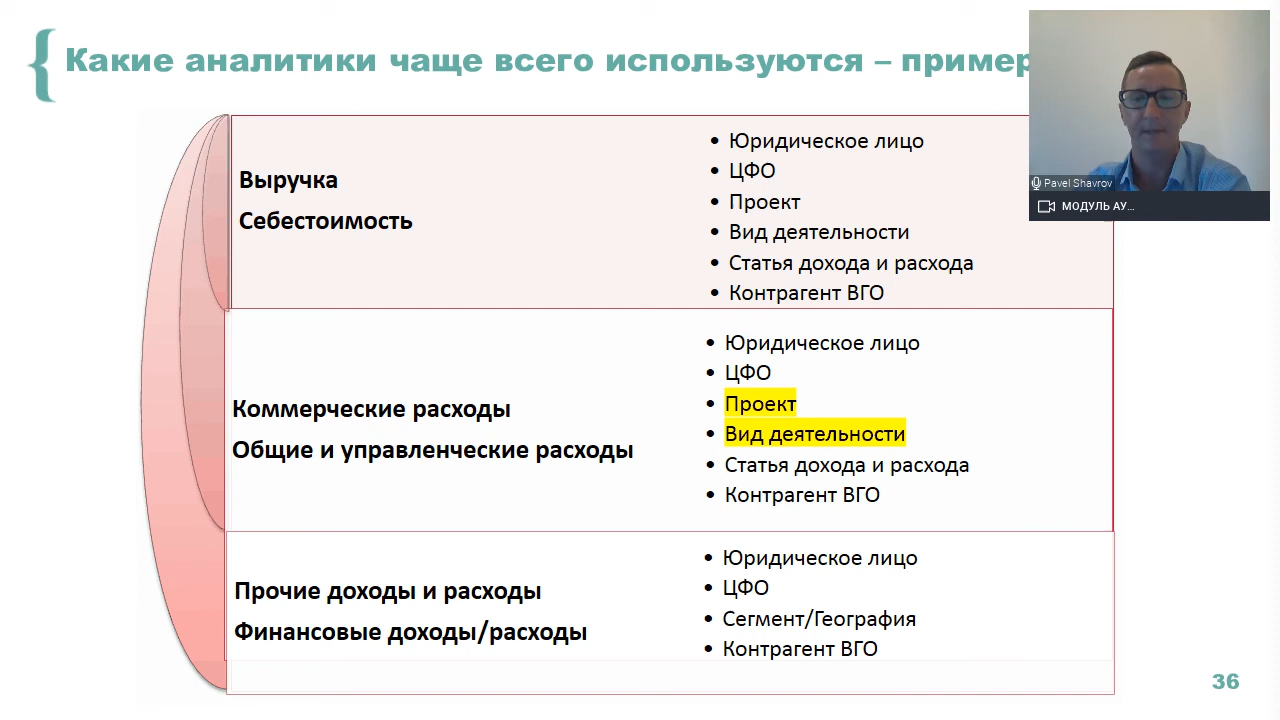 Какие аналитики чаще всего используются – пример
Pavel Shavrov
МОДУЛЬ АУ...
Выручка
Себестоимость
• Юридическое лицо
• ЦФО
• Проект
• Вид деятельности
• Статья дохода и расхода
• Контрагент ВГО
Коммерческие расходы
Общие и управленческие расходы
• Юридическое лицо
• ЦФО
• Проект
• Вид деятельности
• Статья дохода и расхода
• Контрагент ВГО
Прочие доходы и расходы
Финансовые доходы/расходы
• Юридическое лицо
• ЦФО
• Сегмент/География
• Контрагент ВГО
36